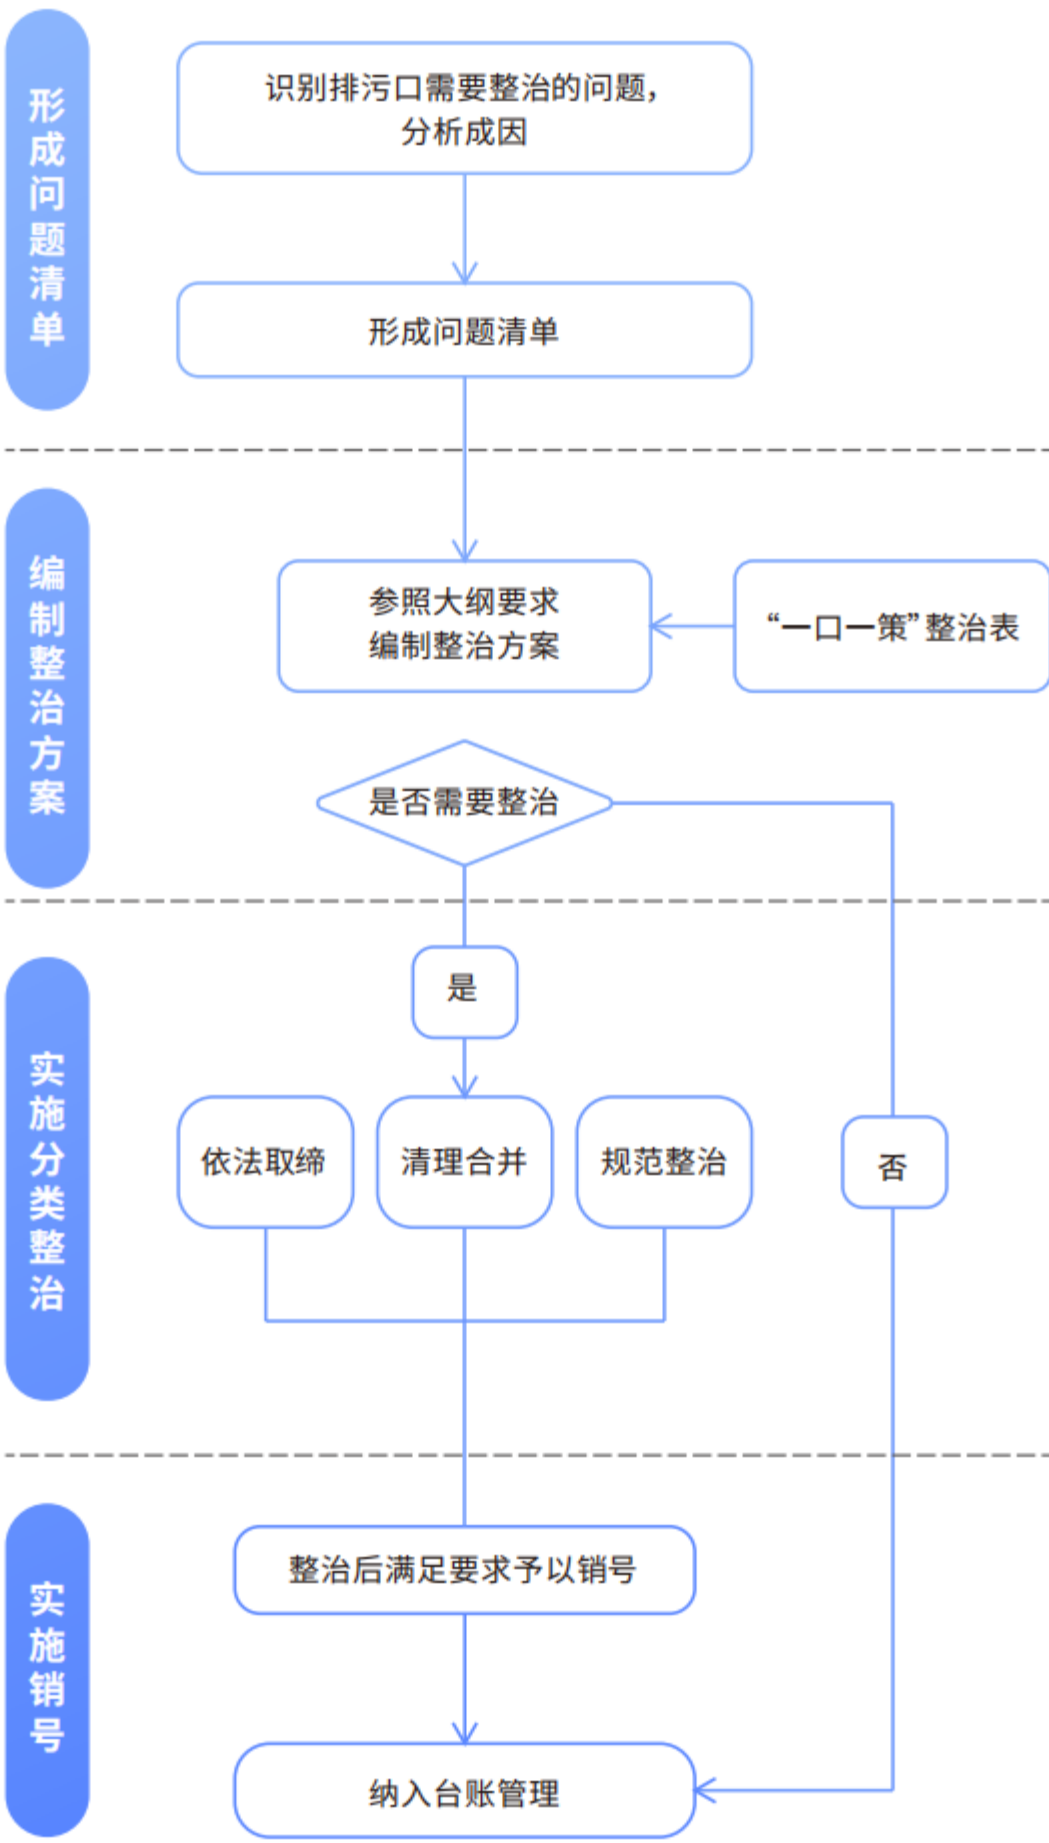 形成问题清单
识别排污口需要整治的问题，
分析成因
形成问题清单
编制整治方案
参照大纲要求
编制整治方案
“一口一策”整治表
是否需要整治
实施分类整治
是
依法取缔
清理合并
规范整治
否
实施销号
整治后满足要求予以销号
纳入台账管理